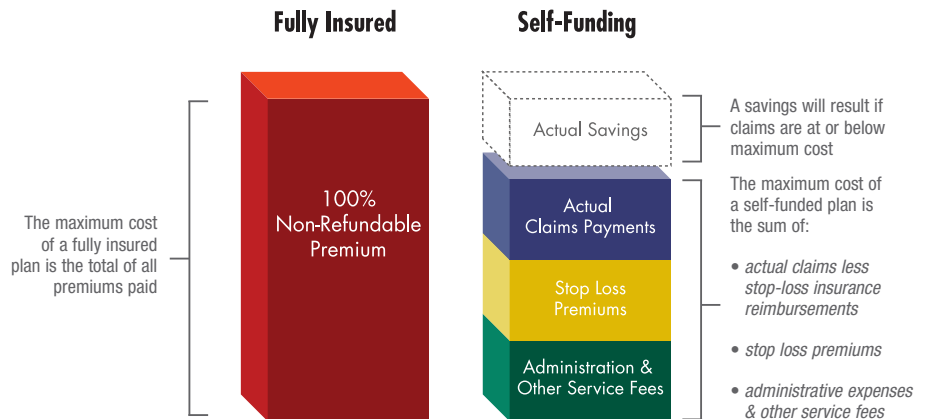 Fully Insured
Self-Funding
The maximum cost
of a fully insured
plan is the total of all
premiums paid
100%
Non-Refundable
Premium
Actual Savings
Actual
Claims Payments
Stop Loss
Premiums
Administration &
Other Service Fees
A savings will result if
claims are at or below
maximum cost
The maximum cost of
a self-funded plan is
the sum of:
• actual claims less
stop-loss insurance
reimbursements
• stop loss premiums
• administrative expenses
& other service fees